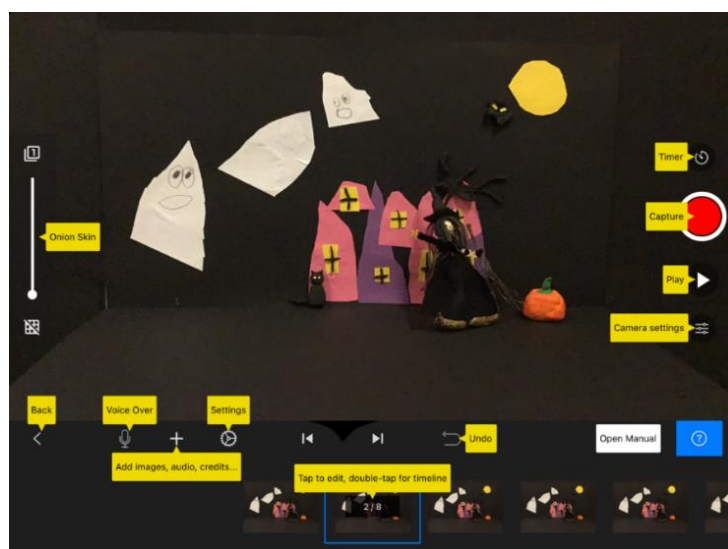 1
Timer
Capture
Onion Skin
Play
Camera settings
Back
Voice Over
Settings
Undo
Open Manual
?
Add images, audio, credits...
Tap to edit, double-tap for timeline
2/8